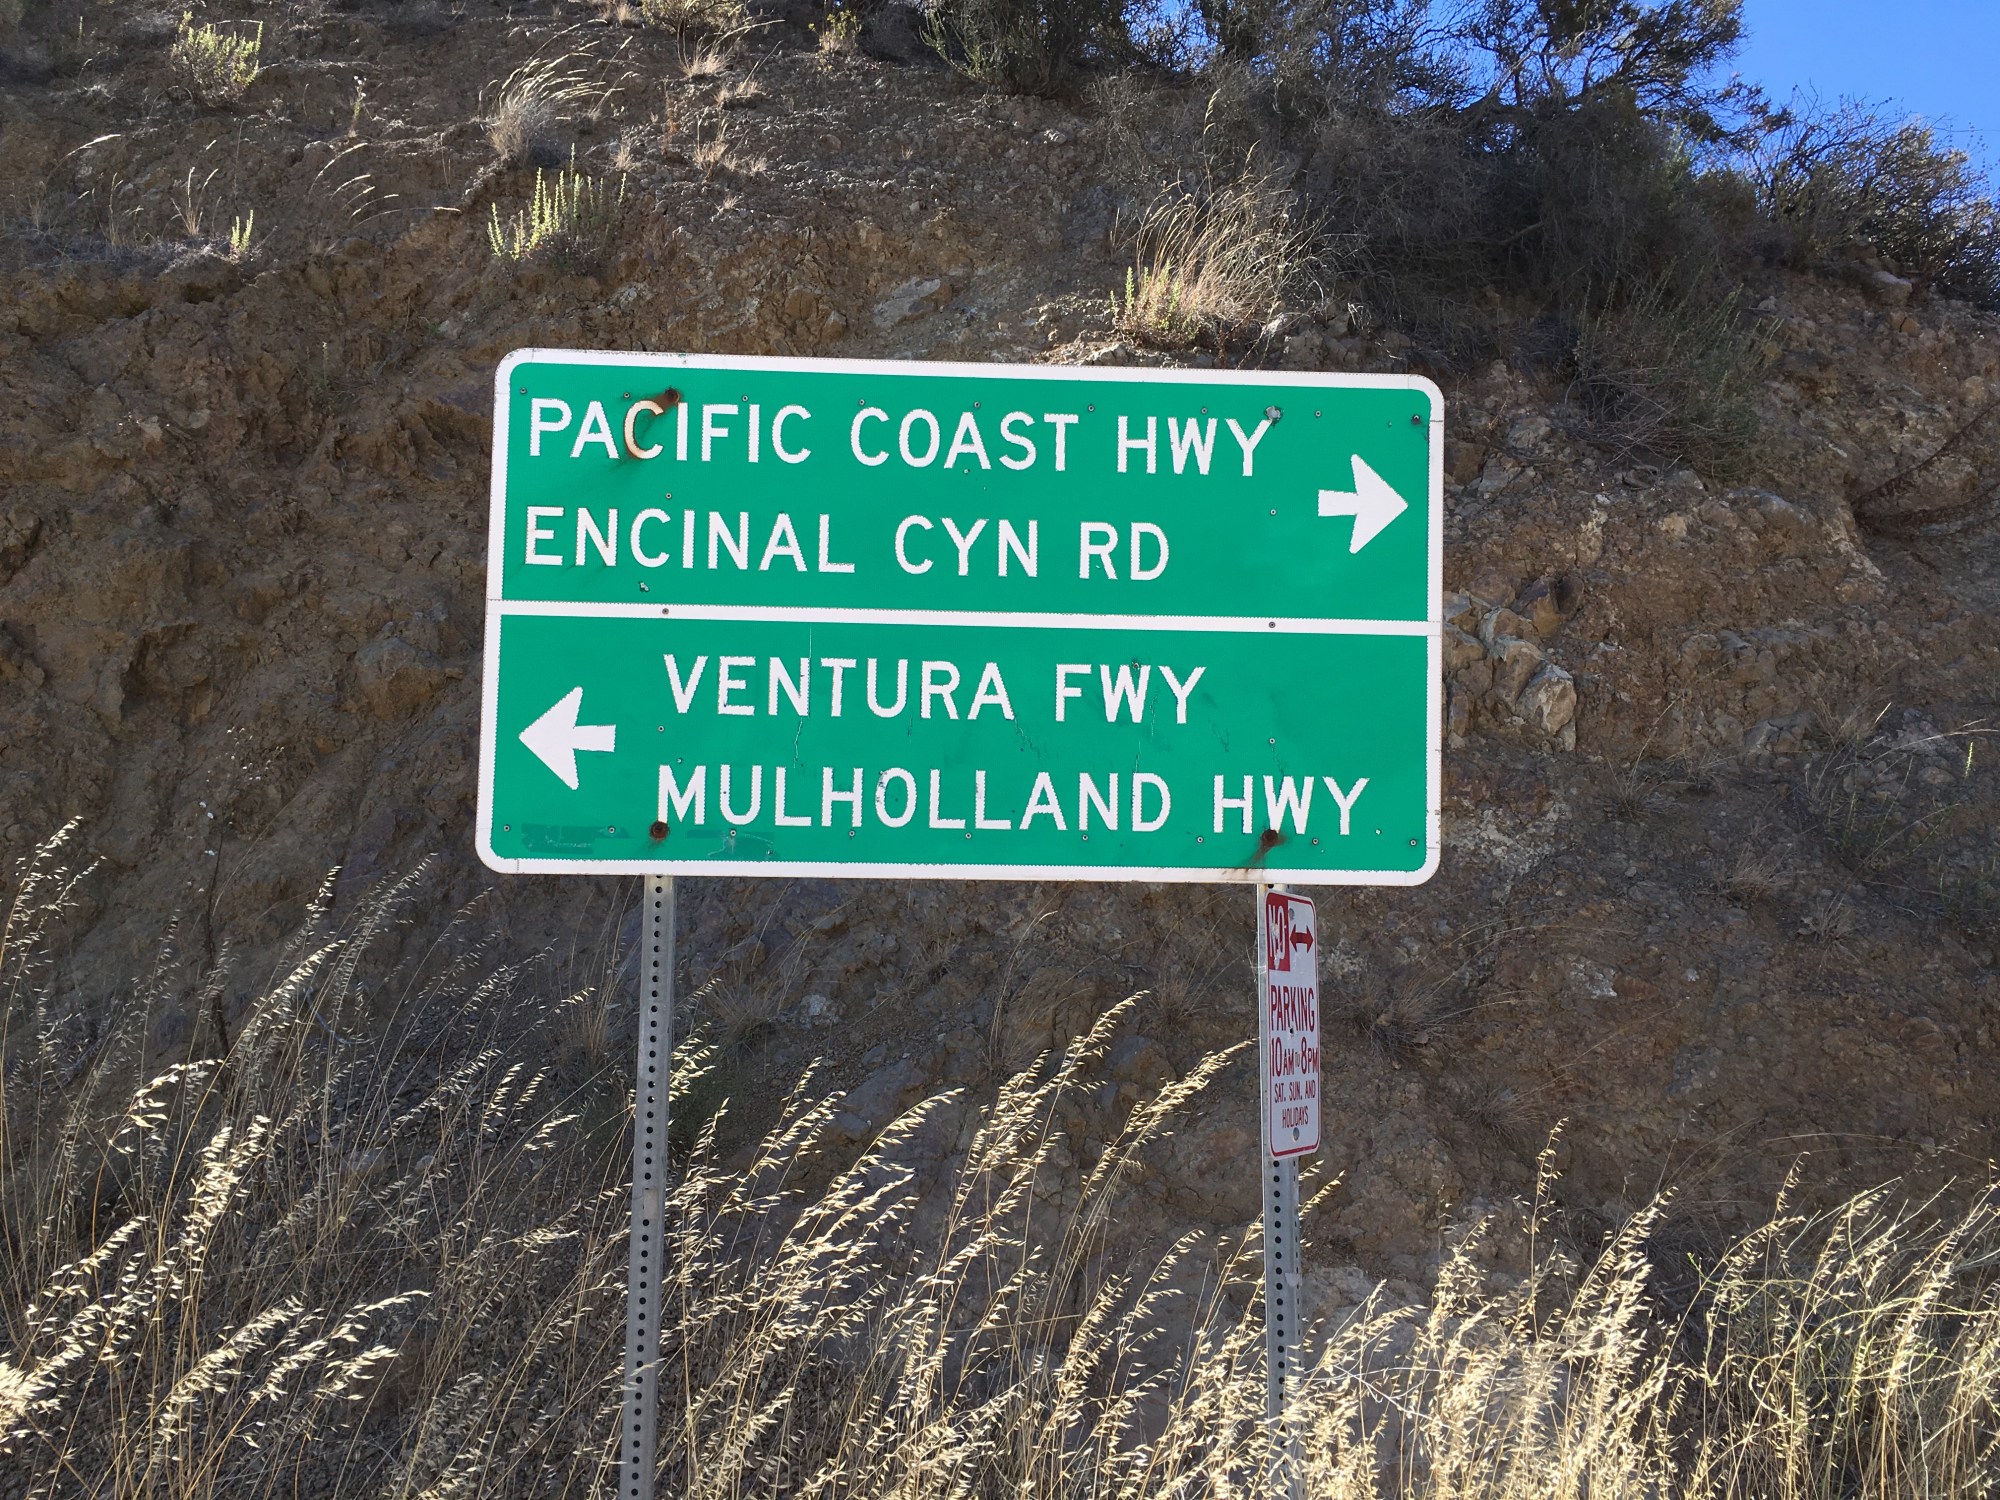 PACIFIC COAST HWY
ENCINAL CYN RD
VENTURA FWY
MULHOLLAND HWY
NO
PARKING
10AM TO 8PM
SAT. SUN. AND
HOLIDAYS